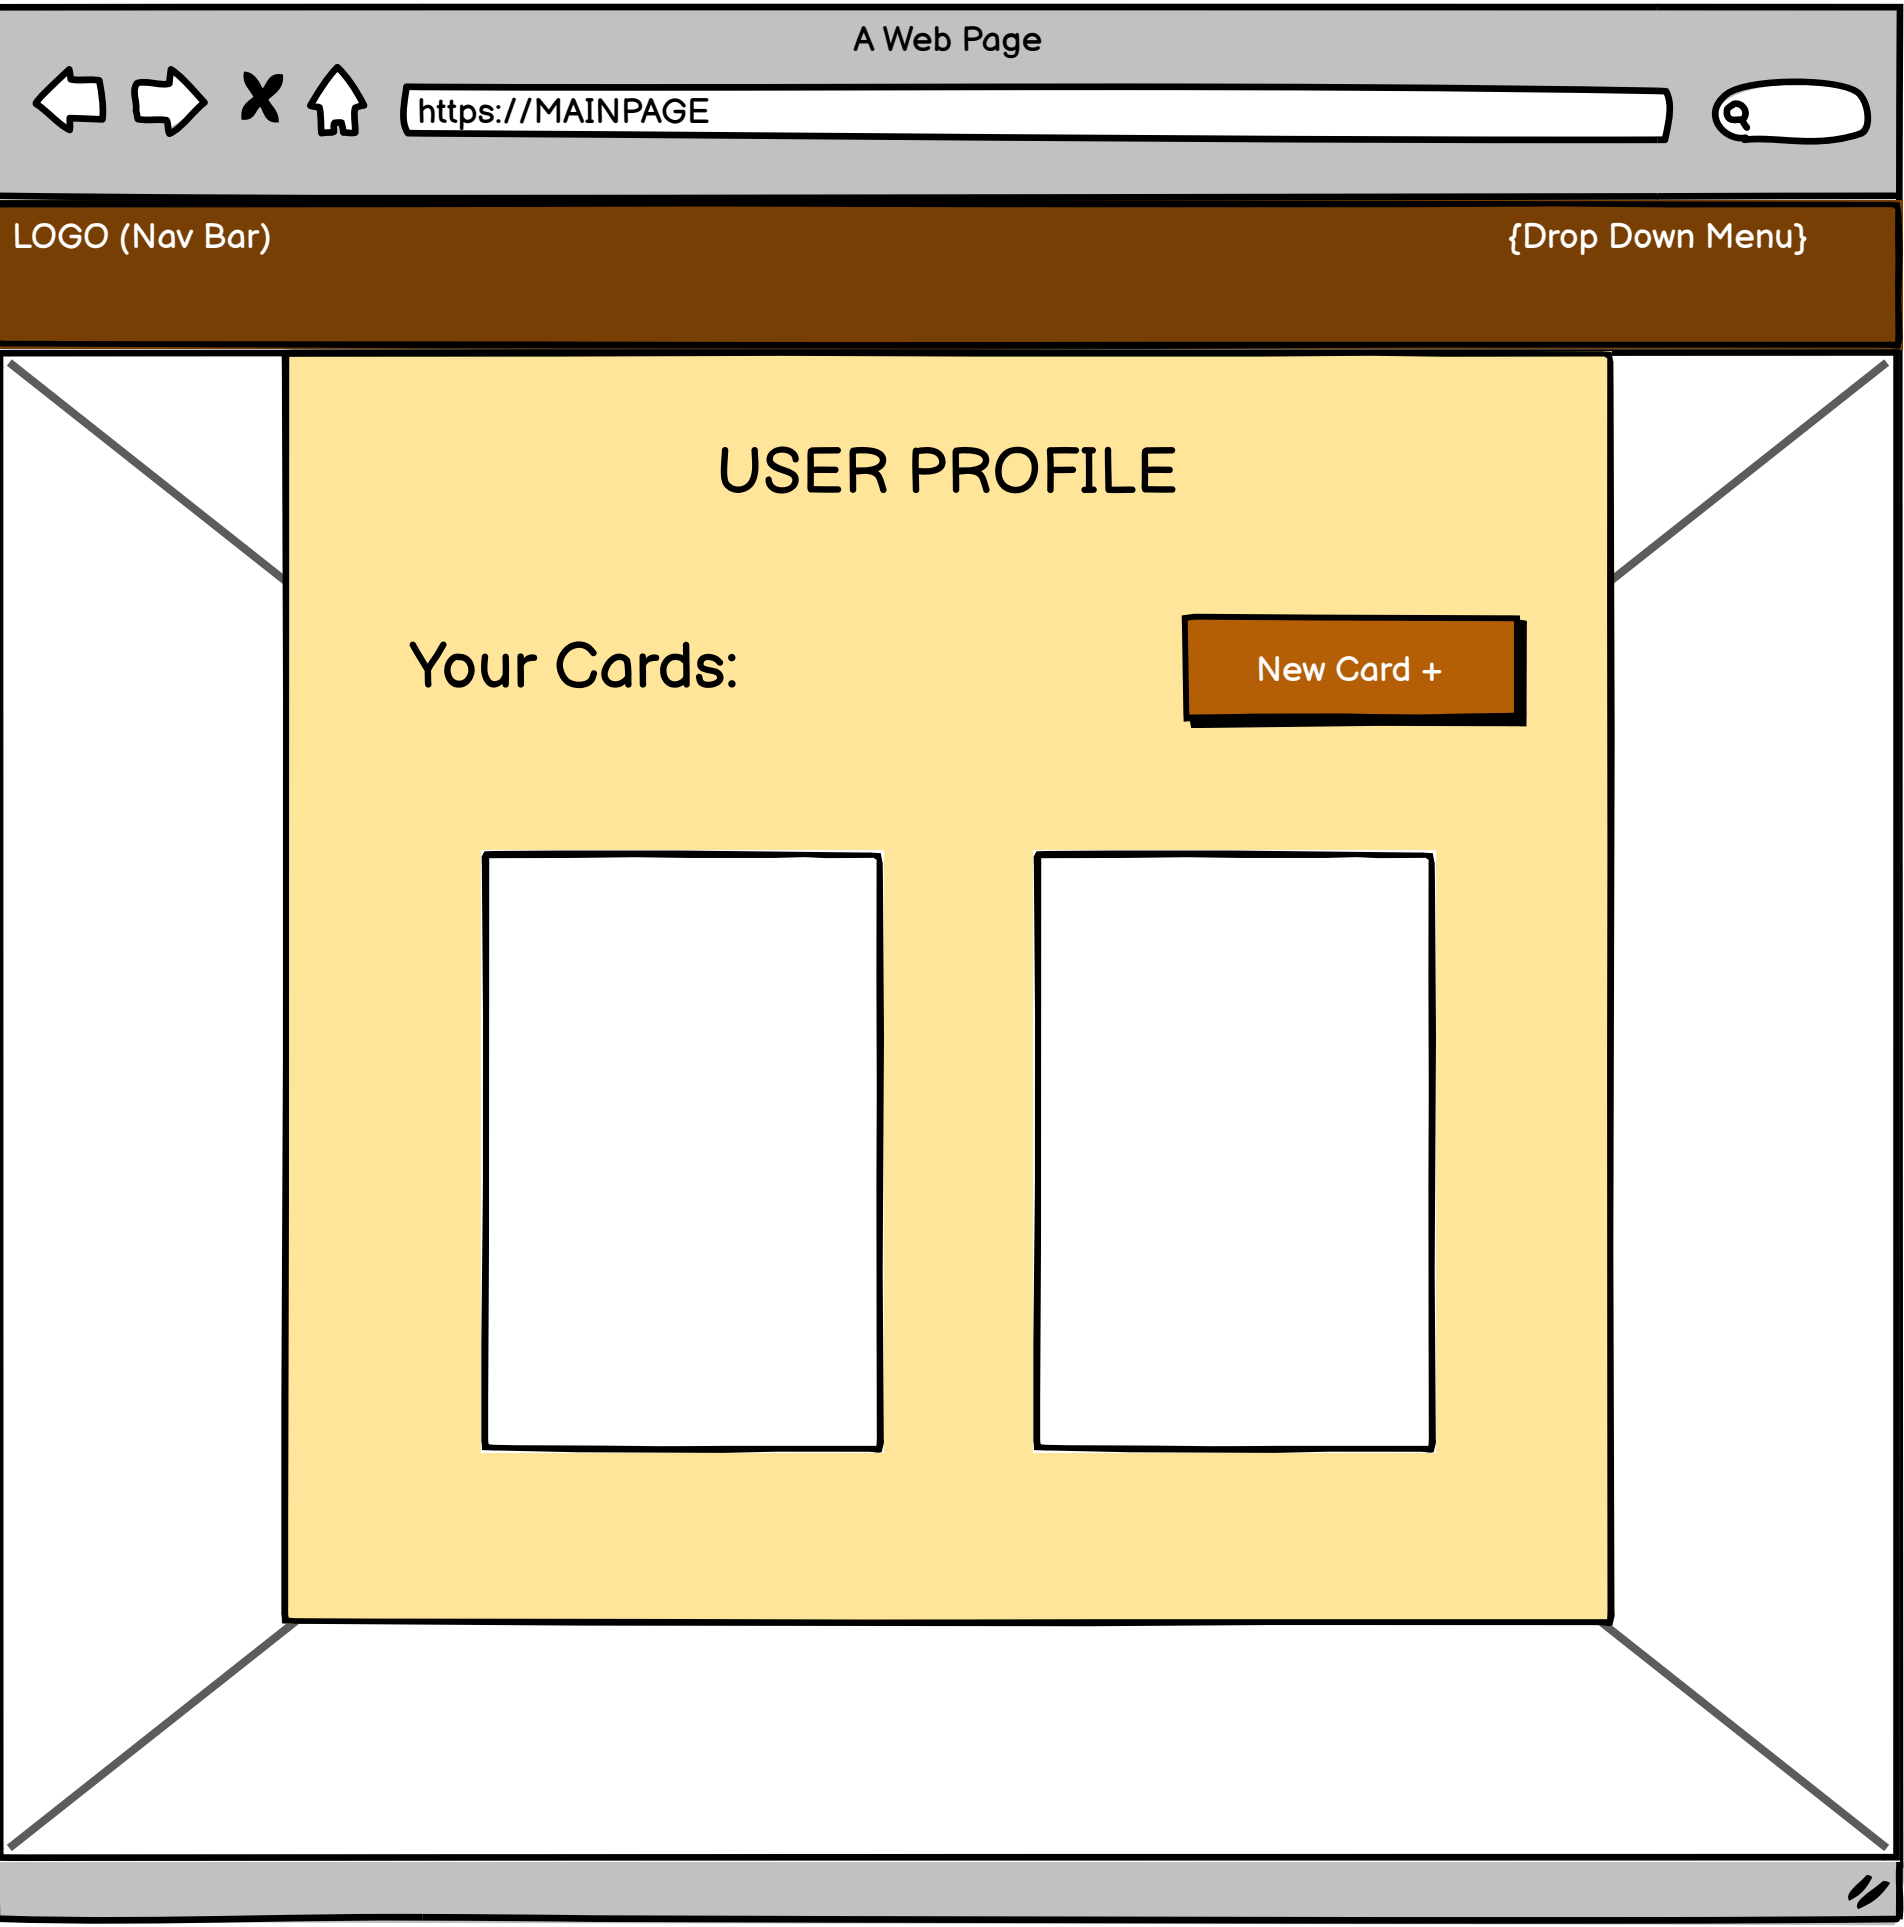 A Web Page
https://MAINPAGE
LOGO (Nav Bar)
{Drop Down Menu}
USER PROFILE
Your Cards:
New Card +